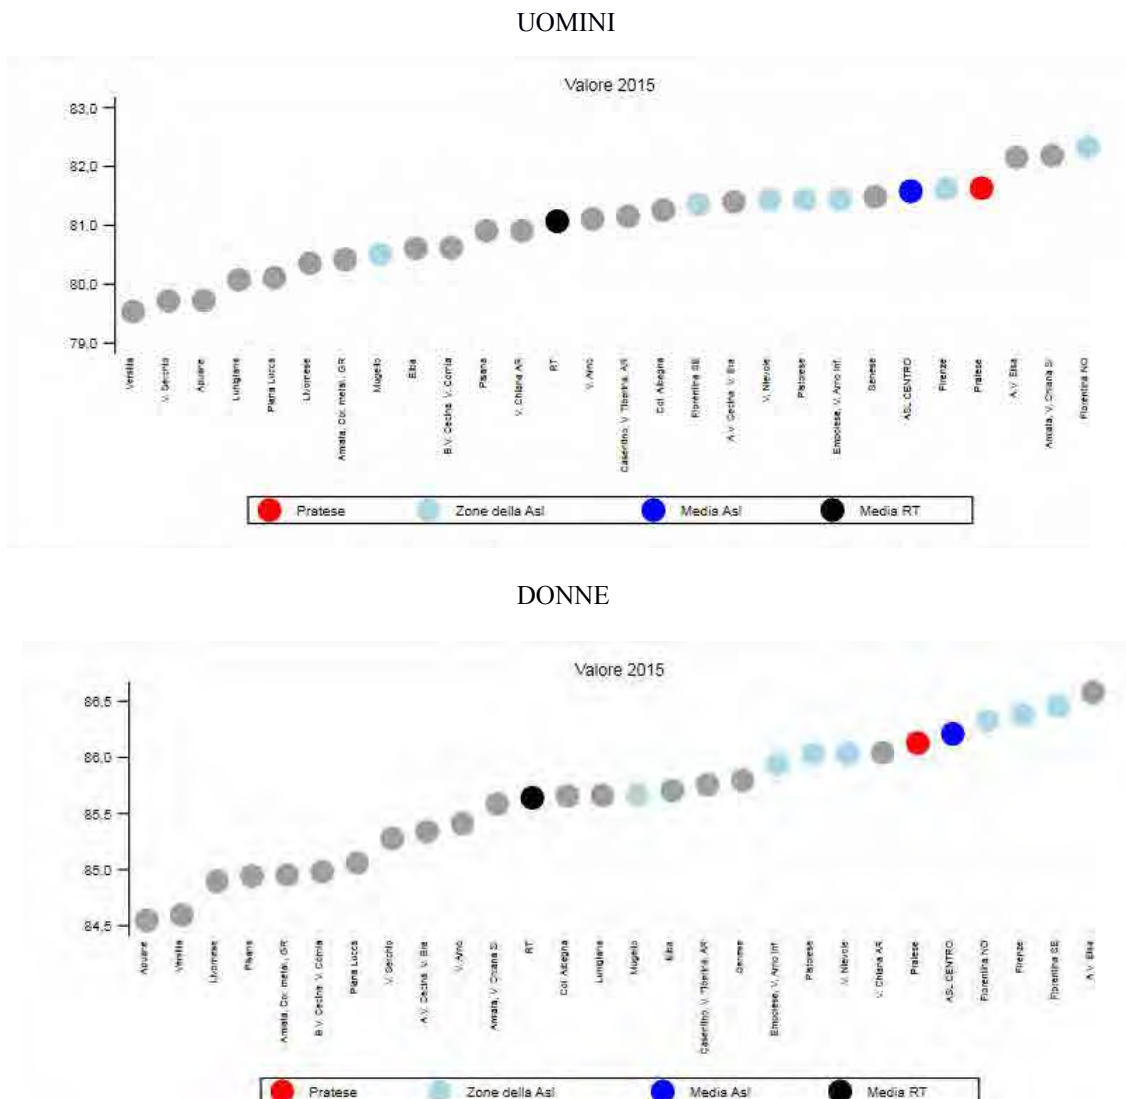 UOMINI
Valore 2015
83,0
82,0
81,0
80,0
79,0
Versilia
V. Serchio
Apuane
Lunigiana
Piana Lucca
Livornese
Amiata, Col. metal., GR
Mugello
Elba
B.V. Cecina V. Cornia
Pisana
V. Chiana AR
RT
V. Arno
Casentino, V. Tiberina, AR
Col Albegna
Fiorentina SE
A.V. Cecina V. Era
V. Nievole
Pistoiese
Empolese, V. Arno Inf.
Senese
ASL CENTRO
Firenze
Pratese
A.V. Elsa
Amiata, V. Chiana SI
Fiorentina NO
Pratese Zone della Asl Media Asl Media RT
DONNE
Valore 2015
86,5
86,0
85,5
85,0
84,5
Apuane
Versilia
Livornese
Pisana
Amiata, Col. metal., GR
B.V. Cecina V. Cornia
Piana Lucca
V. Serchio
A.V. Cecina V. Era
V. Arno
Amiata, V. Chiana SI
RT
Col Albegna
Lunigiana
Mugello
Elba
Casentino, V. Tiberina, AR
Senese
Empolese, V. Arno Inf.
Pistoiese
V. Nievole
V. Chiana AR
Pratese
ASL CENTRO
Fiorentina NO
Firenze
Fiorentina SE
A.V. Elsa
Pratese Zone della Asl Media Asl Media RT